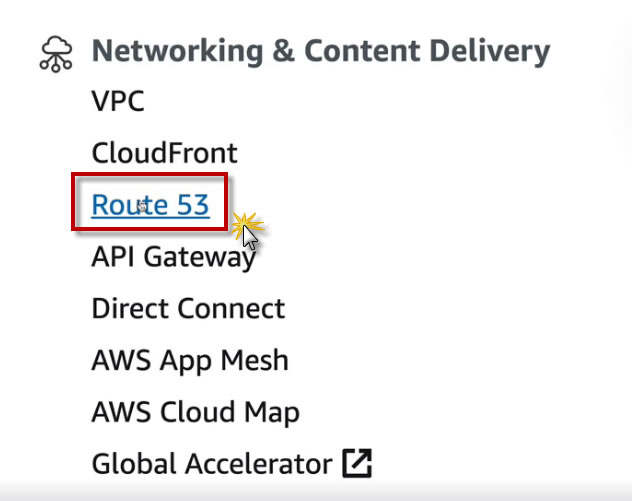 Networking & Content Delivery
VPC
CloudFront
Route 53
API Gateway
Direct Connect
AWS App Mesh
AWS Cloud Map
Global Accelerator